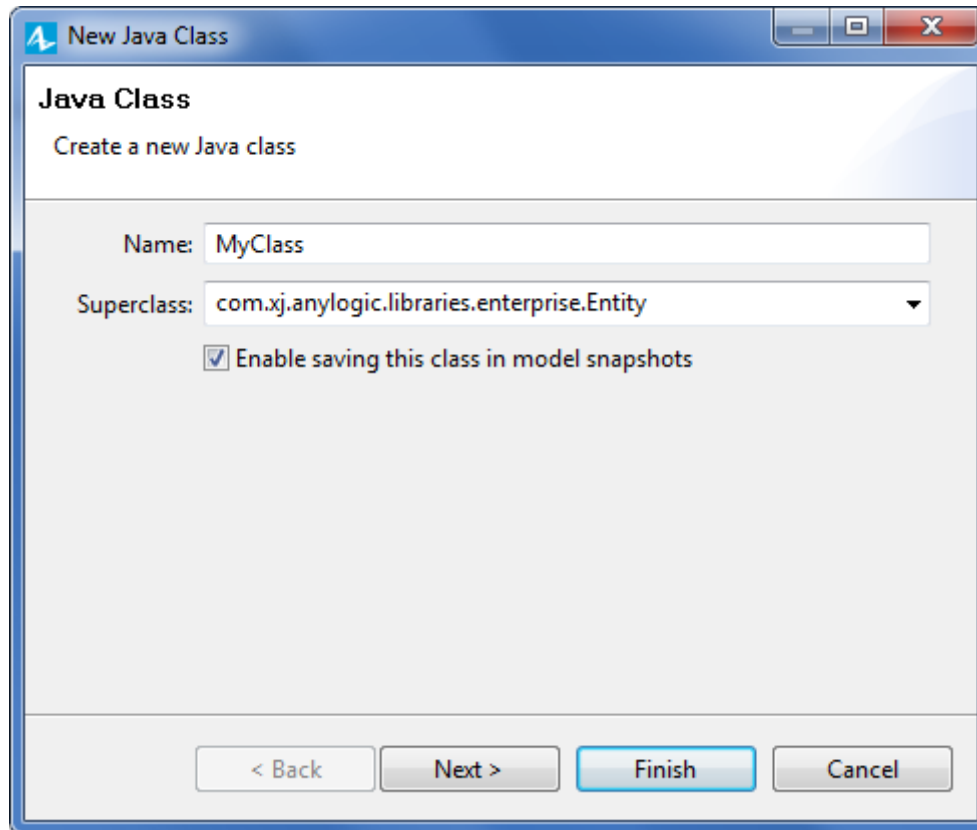 New Java Class
Java Class
Create a new Java class
Name: MyClass
Superclass: com.xj.anylogic.libraries.enterprise.Entity
Enable saving this class in model snapshots
< Back Next > Finish Cancel